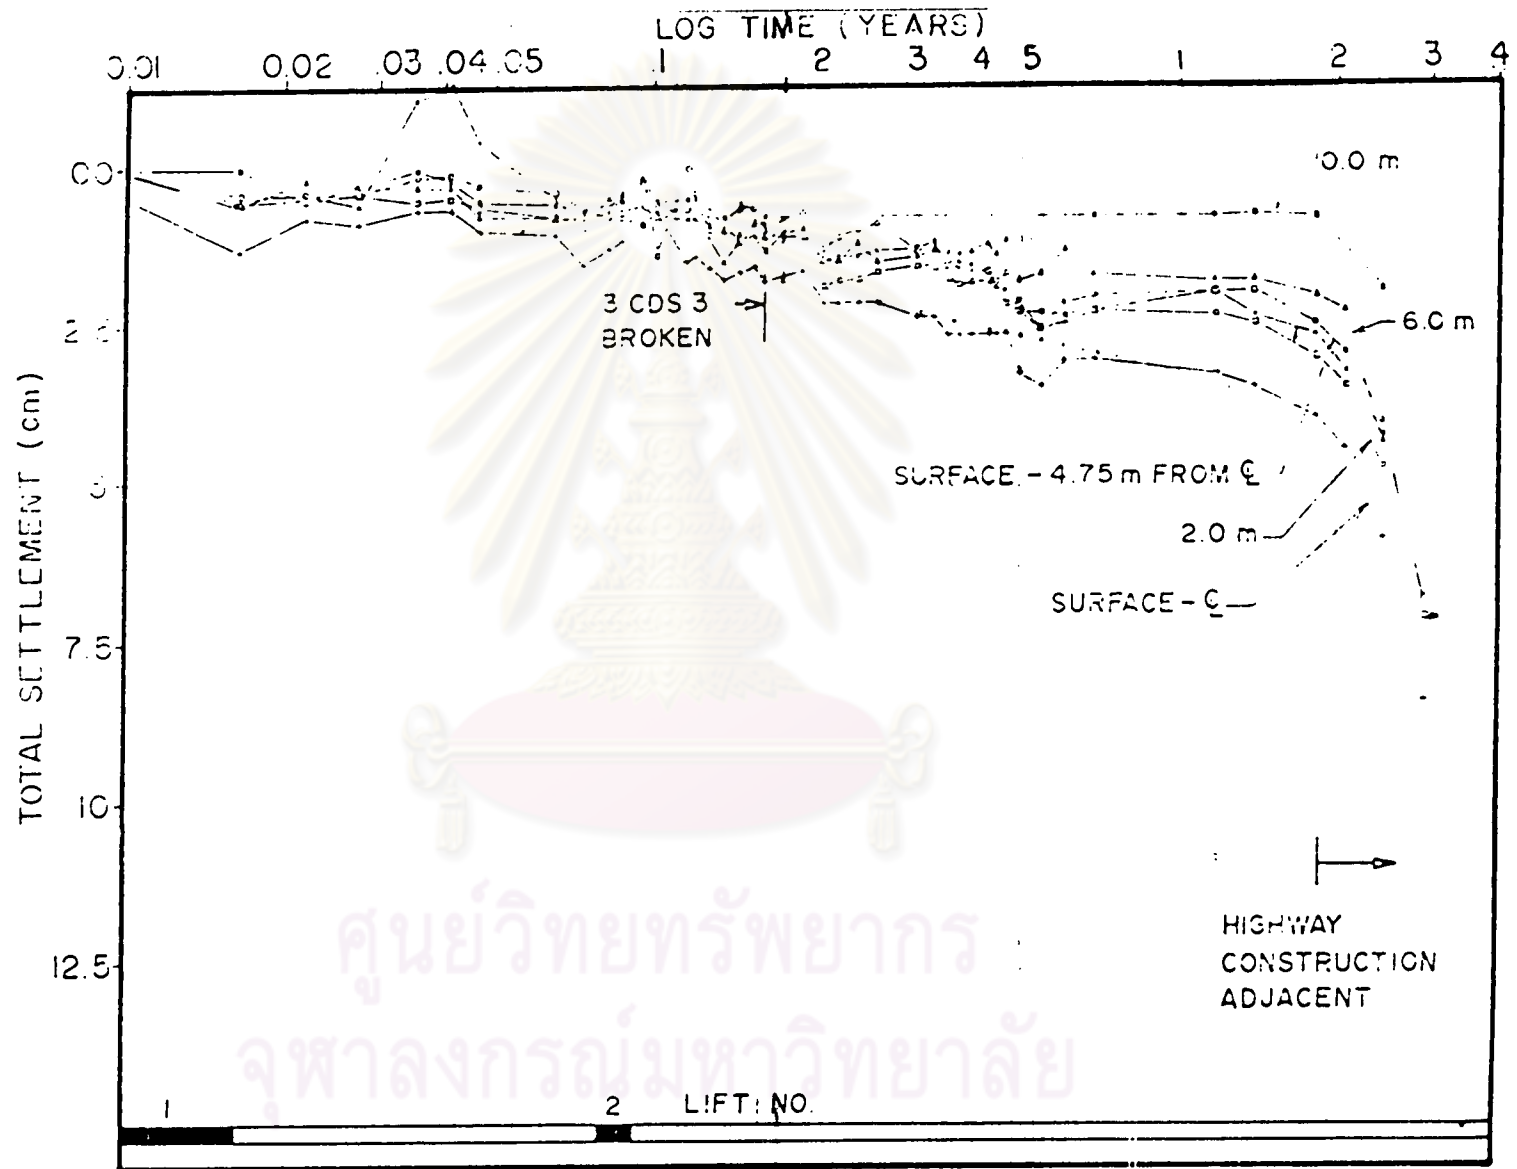 LOG TIME (YEARS)
0.01 0.02 .03 .04 .05 .1 2 3 4 5 1 2 3 4
0.0
5
7.5
10
12.5
TOTAL SETTLEMENT (cm)
10.0 m
3 CDS 3
BROKEN
6.0 m
SURFACE - 4.75 m FROM ℄
2.0 m
SURFACE - ℄
HIGHWAY
CONSTRUCTION
ADJACENT
ศูนย์วิทยทรัพยากร
จุฬาลงกรณ์มหาวิทยาลัย
1 2 LIFT NO.